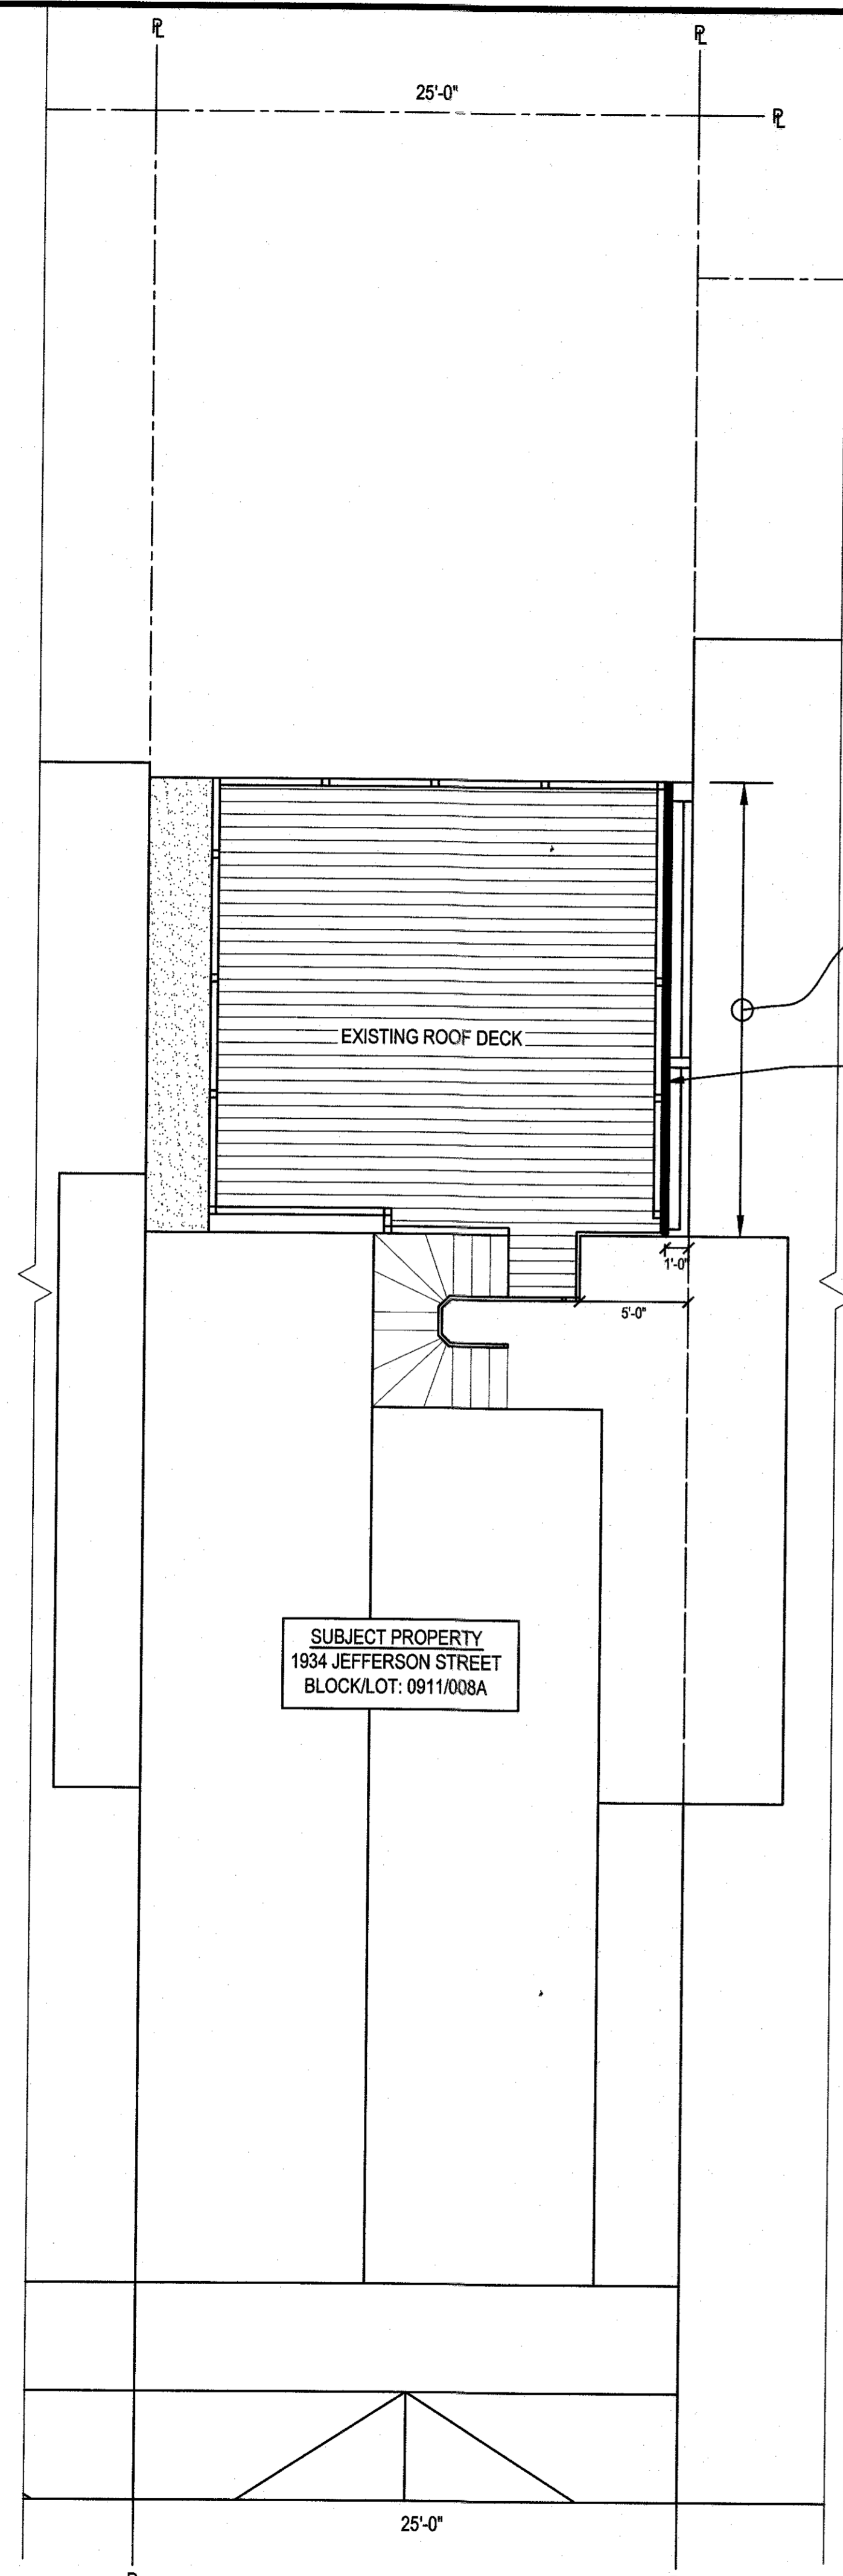 PL
PL
25'-0"
PL
EXISTING ROOF DECK
1'-0"
5'-0"
SUBJECT PROPERTY
1934 JEFFERSON STREET
BLOCK/LOT: 0911/008A
25'-0"